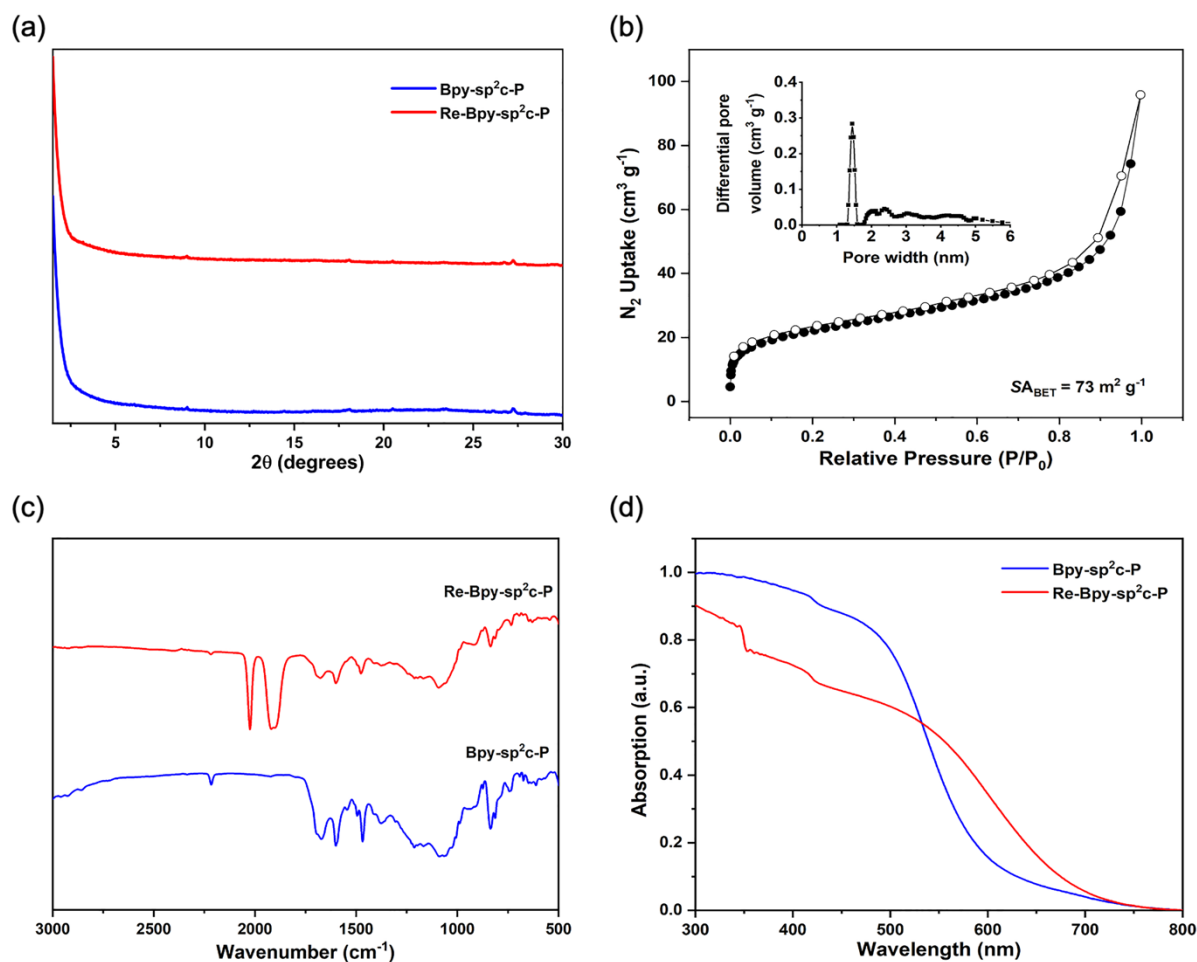 (a)
Bpy-sp²c-P
Re-Bpy-sp²c-P
5 10 15 20 25 30
2θ (degrees)
(b)
100
80
60
40
20
0
N₂ Uptake (cm³ g⁻¹)
Differential pore
volume (cm³ g⁻¹)
0.4
0.3
0.2
0.1
0.0
0 1 2 3 4 5 6
Pore width (nm)
SA_BET = 73 m² g⁻¹
0.0 0.2 0.4 0.6 0.8 1.0
Relative Pressure (P/P₀)
(c)
Re-Bpy-sp²c-P
Bpy-sp²c-P
3000 2500 2000 1500 1000 500
Wavenumber (cm⁻¹)
(d)
Bpy-sp²c-P
Re-Bpy-sp²c-P
1.0
0.8
0.6
0.4
0.2
0.0
Absorption (a.u.)
300 400 500 600 700 800
Wavelength (nm)